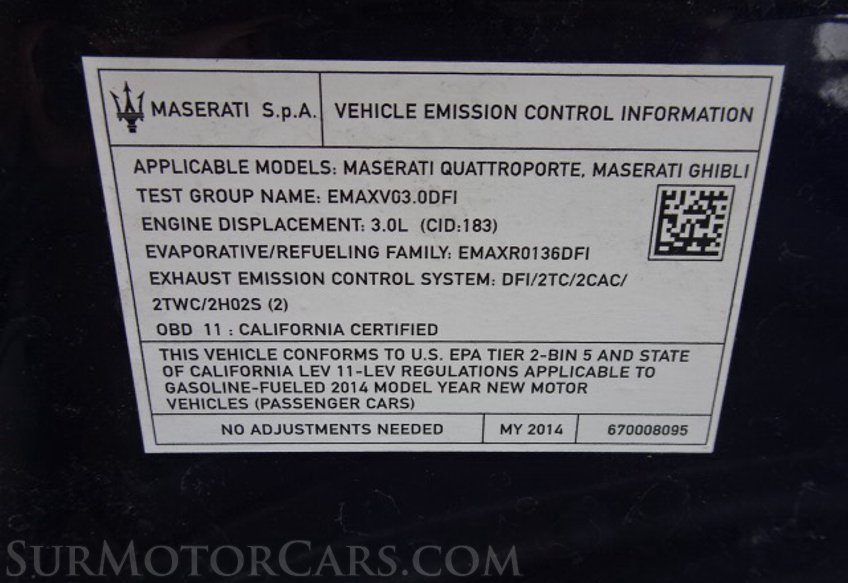 MASERATI S.p.A.
VEHICLE EMISSION CONTROL INFORMATION
APPLICABLE MODELS: MASERATI QUATTROPORTE, MASERATI GHIBLI
TEST GROUP NAME: EMAXV03.0DFI
ENGINE DISPLACEMENT: 3.0L (CID:183)
EVAPORATIVE/REFUELING FAMILY: EMAXR0136DFI
EXHAUST EMISSION CONTROL SYSTEM: DFI/2TC/2CAC/
2TWC/2H02S (2)
OBD 11 : CALIFORNIA CERTIFIED
THIS VEHICLE CONFORMS TO U.S. EPA TIER 2-BIN 5 AND STATE
OF CALIFORNIA LEV 11-LEV REGULATIONS APPLICABLE TO
GASOLINE-FUELED 2014 MODEL YEAR NEW MOTOR
VEHICLES (PASSENGER CARS)
NO ADJUSTMENTS NEEDED
MY 2014
670008095
SURMOTORCARS.COM